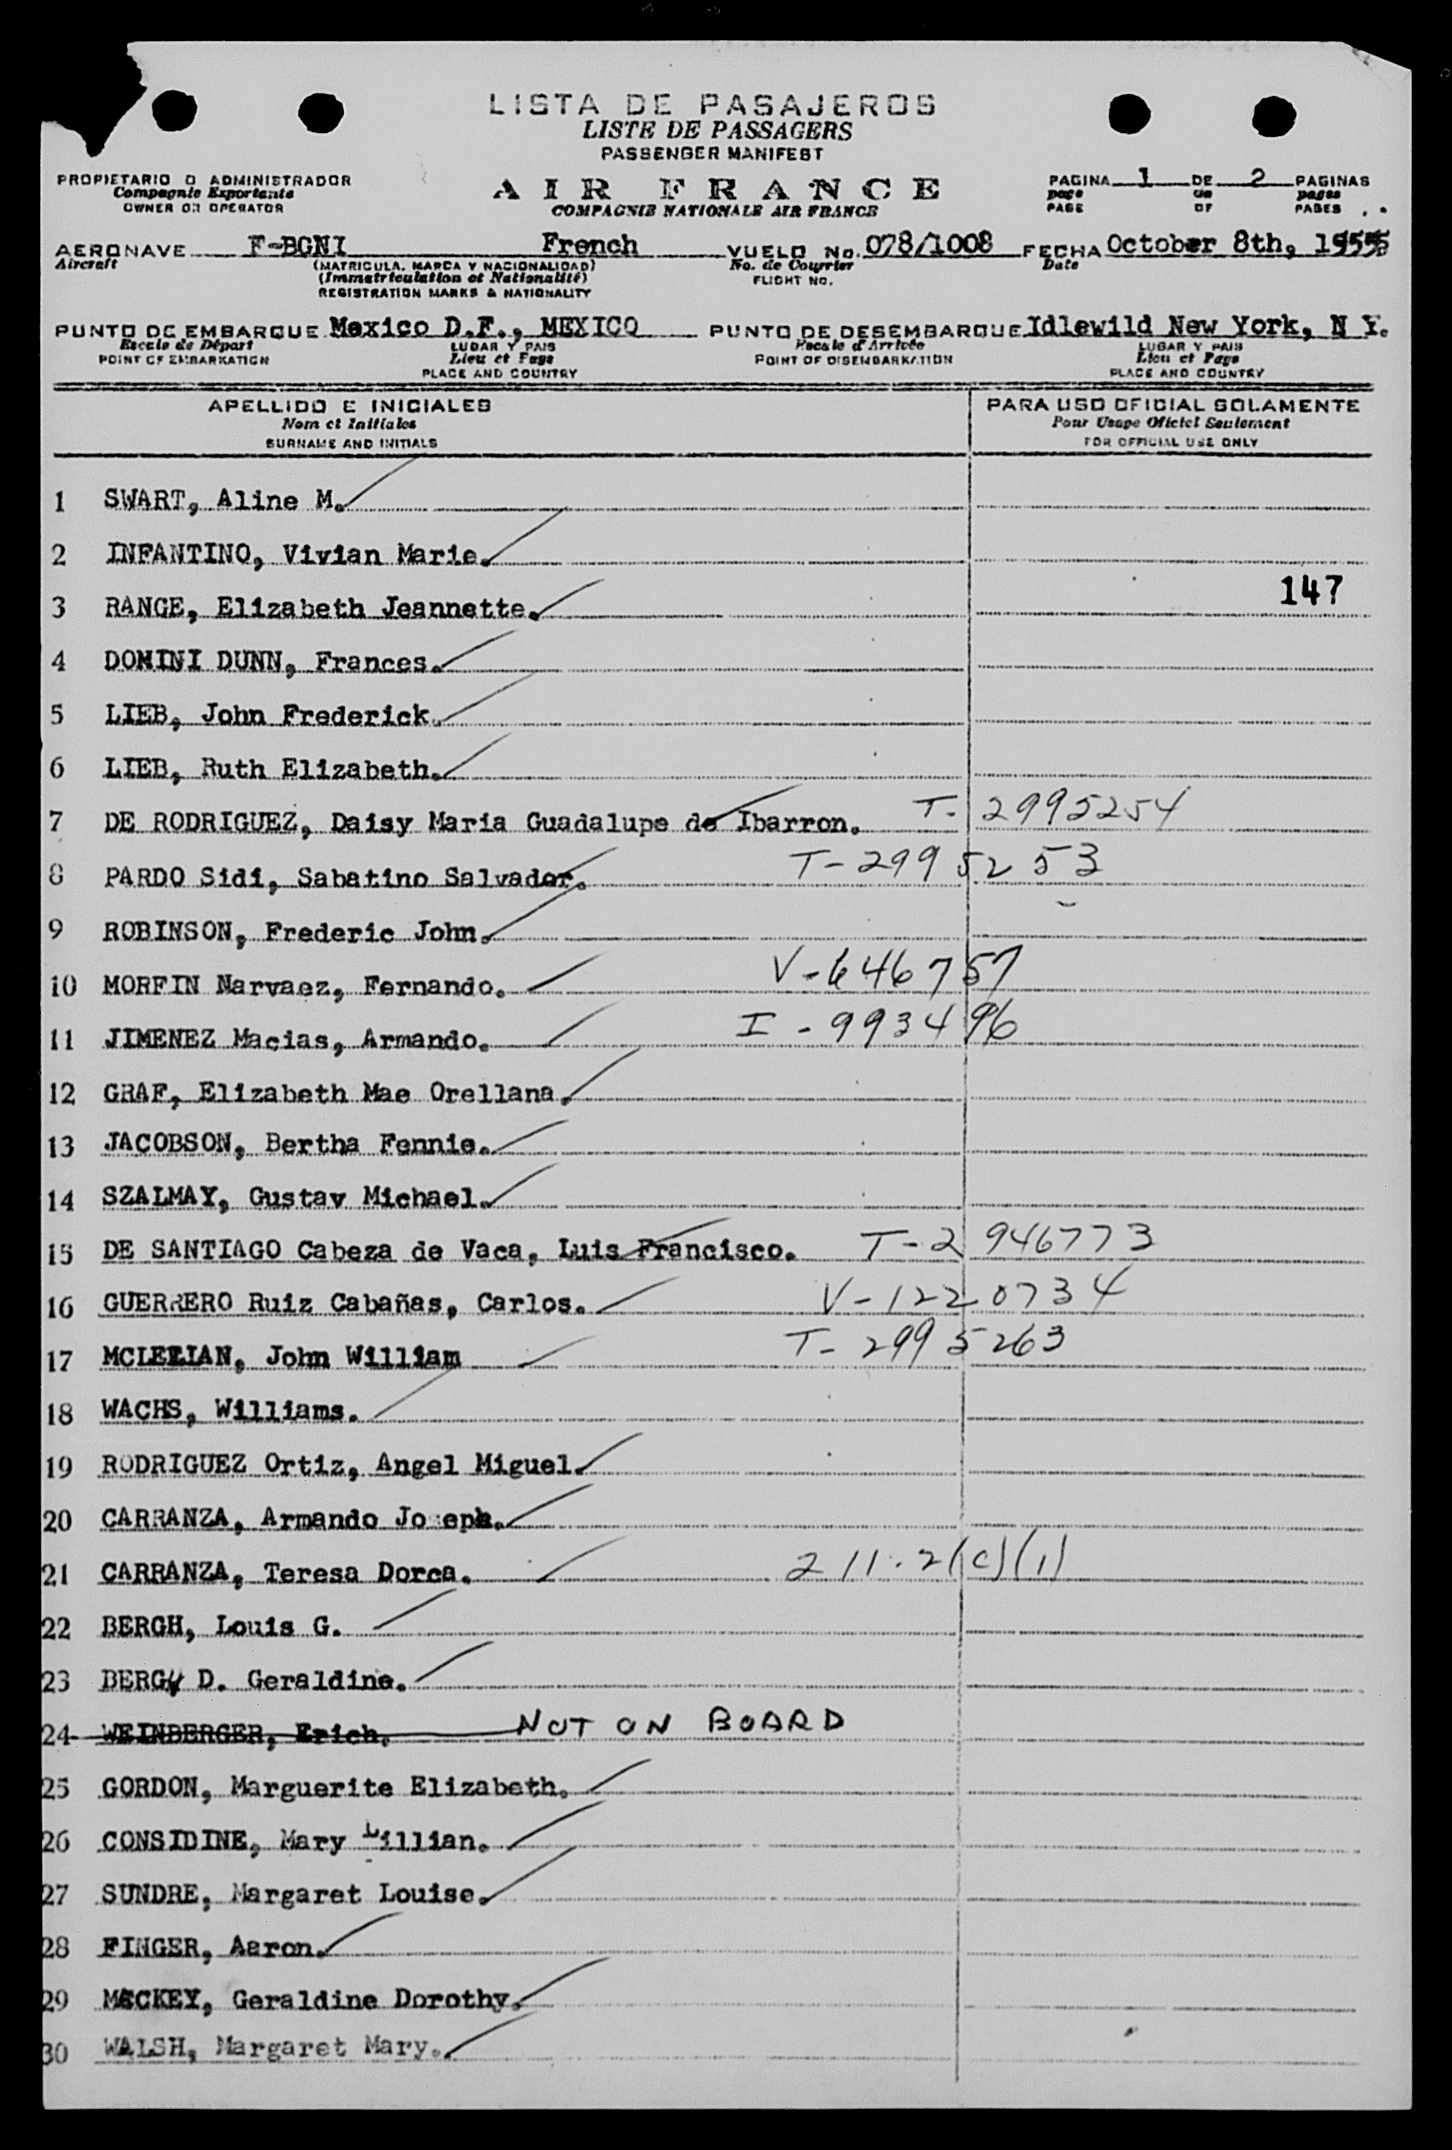 LISTA DE PASAJEROS
LISTE DE PASSAGERS
PASSENGER MANIFEST
PROPIETARIO O ADMINISTRADOR
Compagnie Exportante
OWNER OR OPERATOR
AIR FRANCE
COMPAGNIE NATIONALE AIR FRANCE
PAGINA 1 DE 2 PAGINAS
page de pages
PAGE OF PAGES
AERONAVE F-BGNI French VUELO No. 078/1008 FECHA October 8th, 1955
Aircraft (MATRICULA, MARCA Y NACIONALIDAD) No. de Courrier Date
(Immatriculation et Nationalité) FLIGHT NO.
REGISTRATION MARKS & NATIONALITY
PUNTO DE EMBARQUE Mexico D.F., MEXICO PUNTO DE DESEMBARQUE Idlewild New York, N Y.
Escale de Départ LUGAR Y PAIS Escale d'Arrivée LUGAR Y PAIS
POINT OF EMBARKATION Lieu et Pays POINT OF DISEMBARKATION Lieu et Pays
PLACE AND COUNTRY PLACE AND COUNTRY
APELLIDO E INICIALES PARA USO OFICIAL SOLAMENTE
Nom et Initiales Pour Usage Officiel Seulement
SURNAME AND INITIALS FOR OFFICIAL USE ONLY
1 SWART, Aline M.
2 INFANTINO, Vivian Marie.
147
3 RANGE, Elizabeth Jeannette.
4 DOMINI DUNN, Frances.
5 LIEB, John Frederick.
6 LIEB, Ruth Elizabeth.
7 DE RODRIGUEZ, Daisy Maria Guadalupe de Ibarron. T-2995254
8 PARDO Sidi, Sabatino Salvador. T-2995253
9 ROBINSON, Frederic John.
10 MORFIN Narvaez, Fernando. V-646757
11 JIMENEZ Macias, Armando. I-993496
12 GRAF, Elizabeth Mae Orellana.
13 JACOBSON, Bertha Fennie.
14 SZALMAY, Gustav Michael.
15 DE SANTIAGO Cabeza de Vaca, Luis Francisco. T-2946773
16 GUERRERO Ruiz Cabañas, Carlos. V-1220734
17 John William T-2995263
18 WACHS, Williams.
19 RODRIGUEZ Ortiz, Angel Miguel.
20 CARRANZA, Armando Joseph.
21 CARRANZA, Teresa Dorca. 211.2(c)(1)
22 BERGH, Louis G.
23 D. Geraldine.
24 WEINBERGER, Erich. NOT ON BOARD
25 GORDON, Marguerite Elizabeth.
26 CONSIDINE, Mary Lillian.
27 SUNDRE, Margaret Louise.
28 FINGER, Aaron.
29 MACKEY, Geraldine Dorothy.
30 WALSH, Margaret Mary.